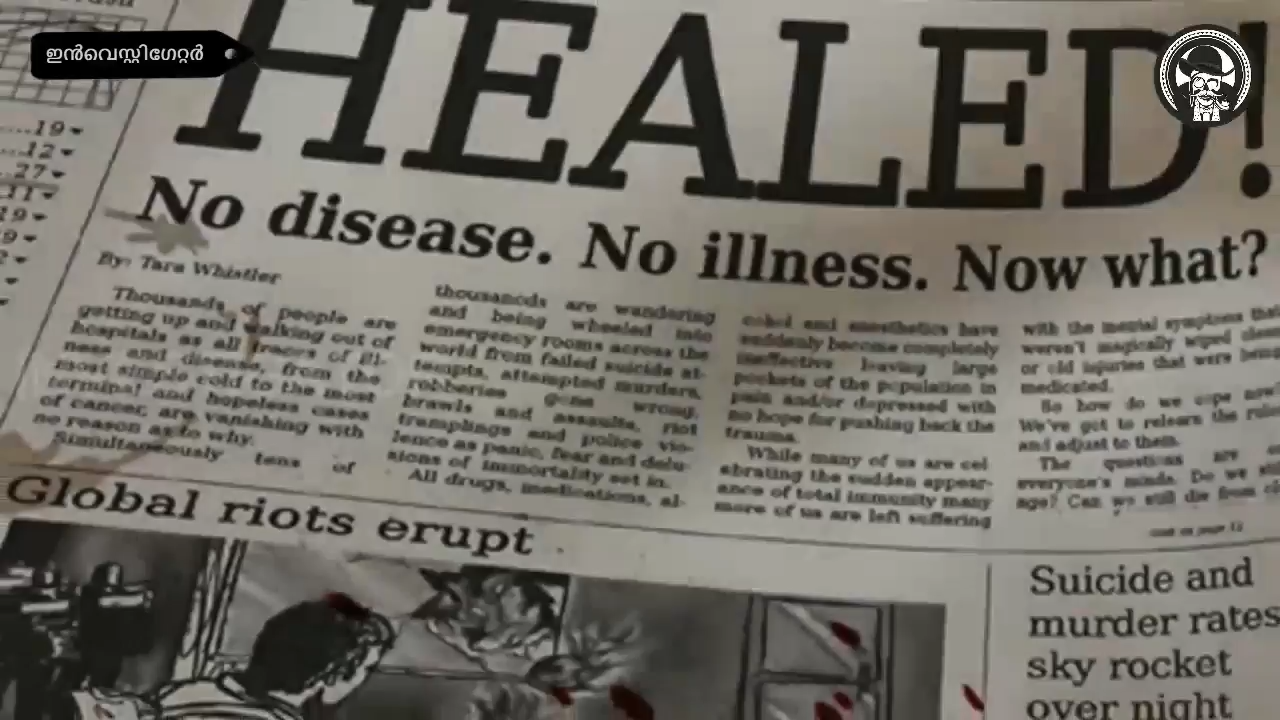 ഇൻവെസ്റ്റിഗേറ്റർ
HEALED!
No disease. No illness. Now what?
....19
...12
..27
11
19
By: Tara Whistler
Thousands of people are
getting up and walking out of
hospitals as all traces of ill-
ness and disease, from the
most simple cold to the most
terminal and hopeless cases
of cancer, are vanishing with
no reason as to why.
Simultaneously tens of
thousands are wandering
and being wheeled into
emergency rooms across the
world from failed suicide at-
tempts, attempted murders,
robberies gone wrong,
brawls and assaults, riot
tramplings and police vio-
lence as panic, fear and delu-
sions of immortality set in.
All drugs, medications, al-
cohol and anesthetics have
suddenly become completely
ineffective leaving large
pockets of the population in
pain and/or depressed with
no hope for pushing back the
trauma.
While many of us are cel-
ebrating the sudden appear-
ance of total immunity many
more of us are left suffering
with the mental symptoms that
weren't magically wiped clean
or old injuries that were being
medicated.
So how do we cope now?
We've got to relearn the rules
and adjust to them.
The questions are on
everyone's minds. Do we still
age? Can we still die from
cont on page 12
Global riots erupt
Suicide and
murder rates
sky rocket
over night